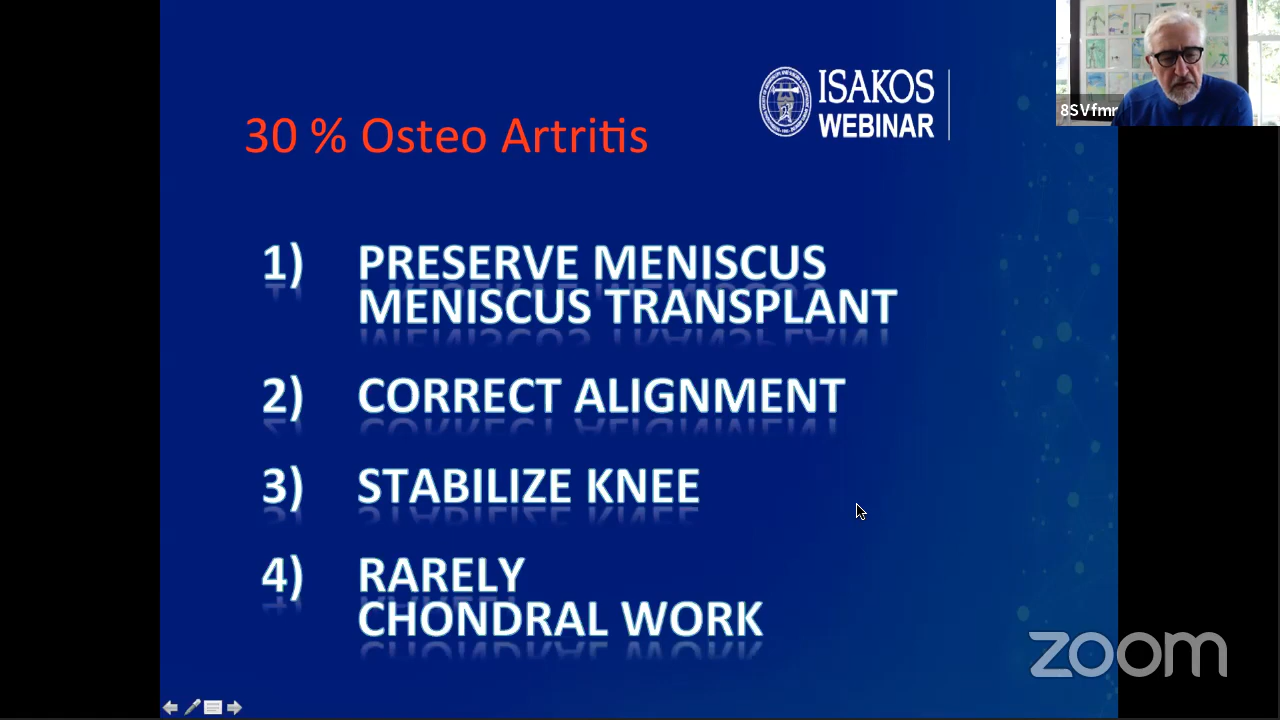 30 % Osteo Artritis
ISAKOS
WEBINAR
8SVfmr
1) PRESERVE MENISCUS
MENISCUS TRANSPLANT
2) CORRECT ALIGNMENT
3) STABILIZE KNEE
4) RARELY
CHONDRAL WORK
zoom